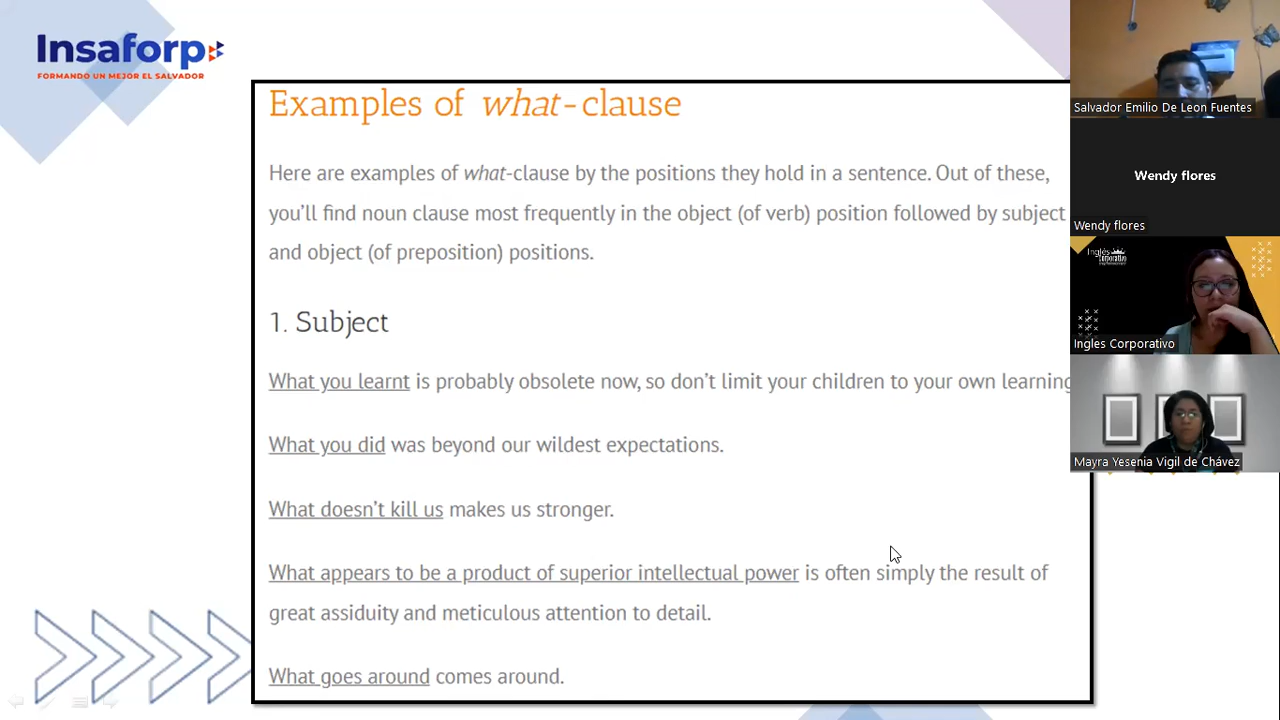 Insaforp
FORMANDO UN MEJOR EL SALVADOR
Examples of what-clause
Here are examples of what-clause by the positions they hold in a sentence. Out of these,
you'll find noun clause most frequently in the object (of verb) position followed by subject
and object (of preposition) positions.
1. Subject
What you learnt is probably obsolete now, so don't limit your children to your own learning
What you did was beyond our wildest expectations.
What doesn't kill us makes us stronger.
What appears to be a product of superior intellectual power is often simply the result of
great assiduity and meticulous attention to detail.
What goes around comes around.
Salvador Emilio De Leon Fuentes
Wendy flores
Wendy flores
Inglés
Corporativo
Ingles Corporativo
Mayra Yesenia Vigil de Chávez